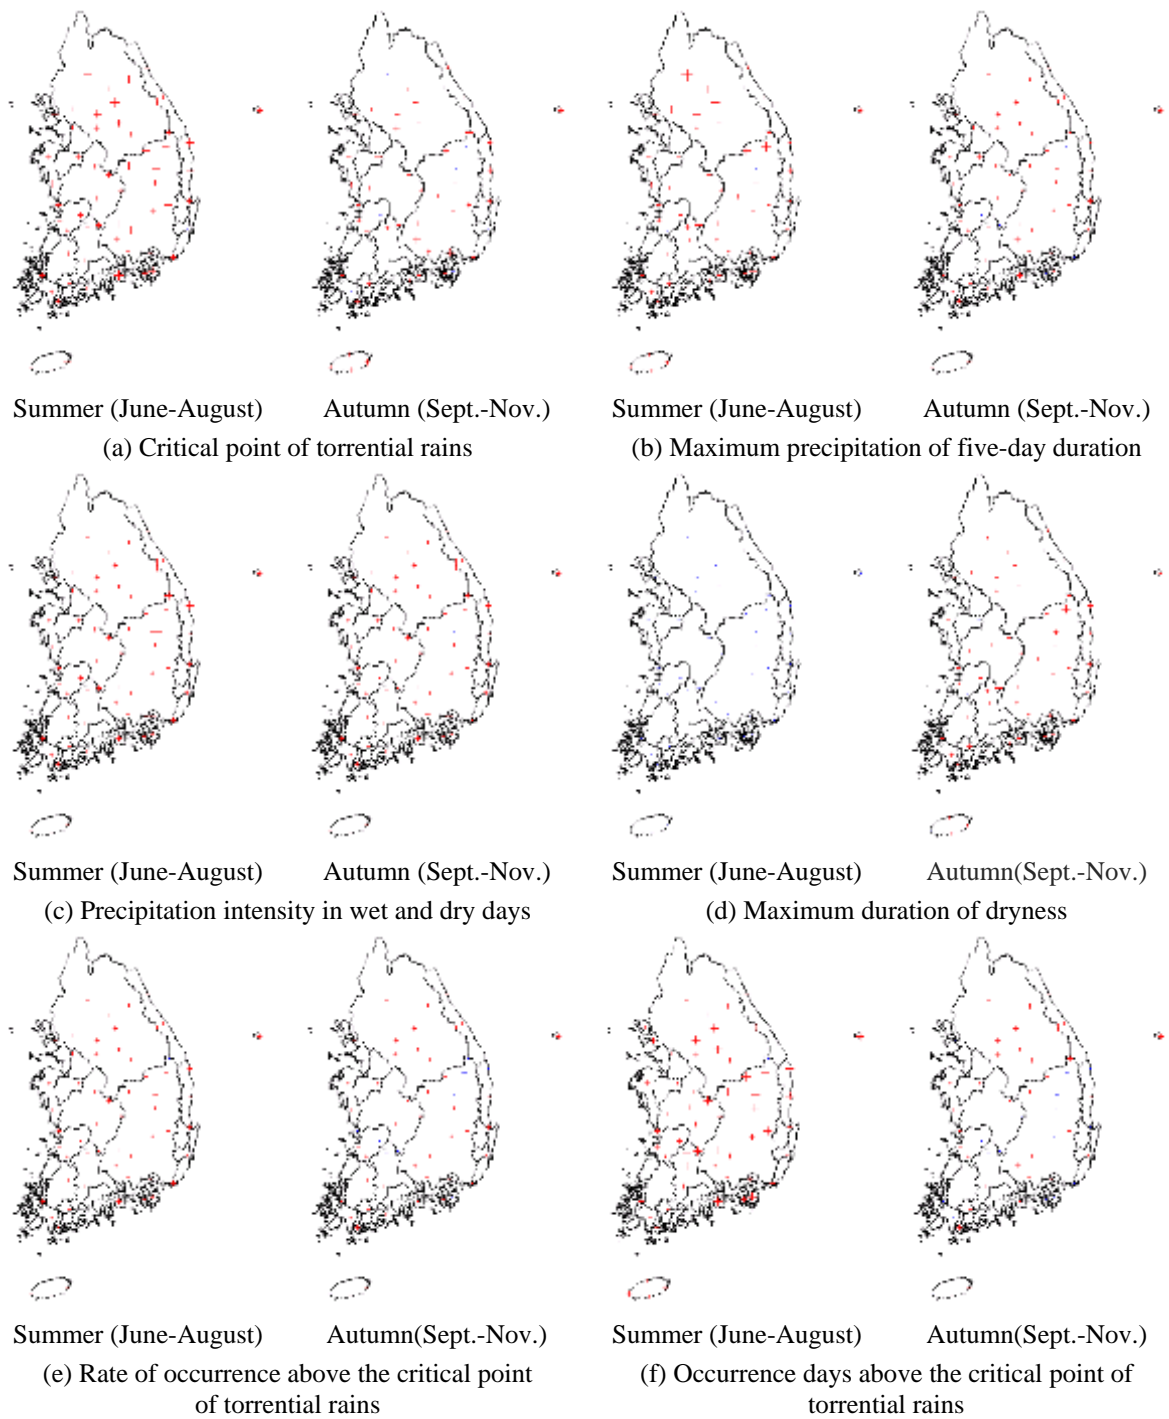 Summer (June-August)
Autumn (Sept.-Nov.)
Summer (June-August)
Autumn (Sept.-Nov.)
(a) Critical point of torrential rains
(b) Maximum precipitation of five-day duration
Summer (June-August)
Autumn (Sept.-Nov.)
Summer (June-August)
Autumn(Sept.-Nov.)
(c) Precipitation intensity in wet and dry days
(d) Maximum duration of dryness
Summer (June-August)
Autumn(Sept.-Nov.)
Summer (June-August)
Autumn(Sept.-Nov.)
(e) Rate of occurrence above the critical point
of torrential rains
(f) Occurrence days above the critical point of
torrential rains